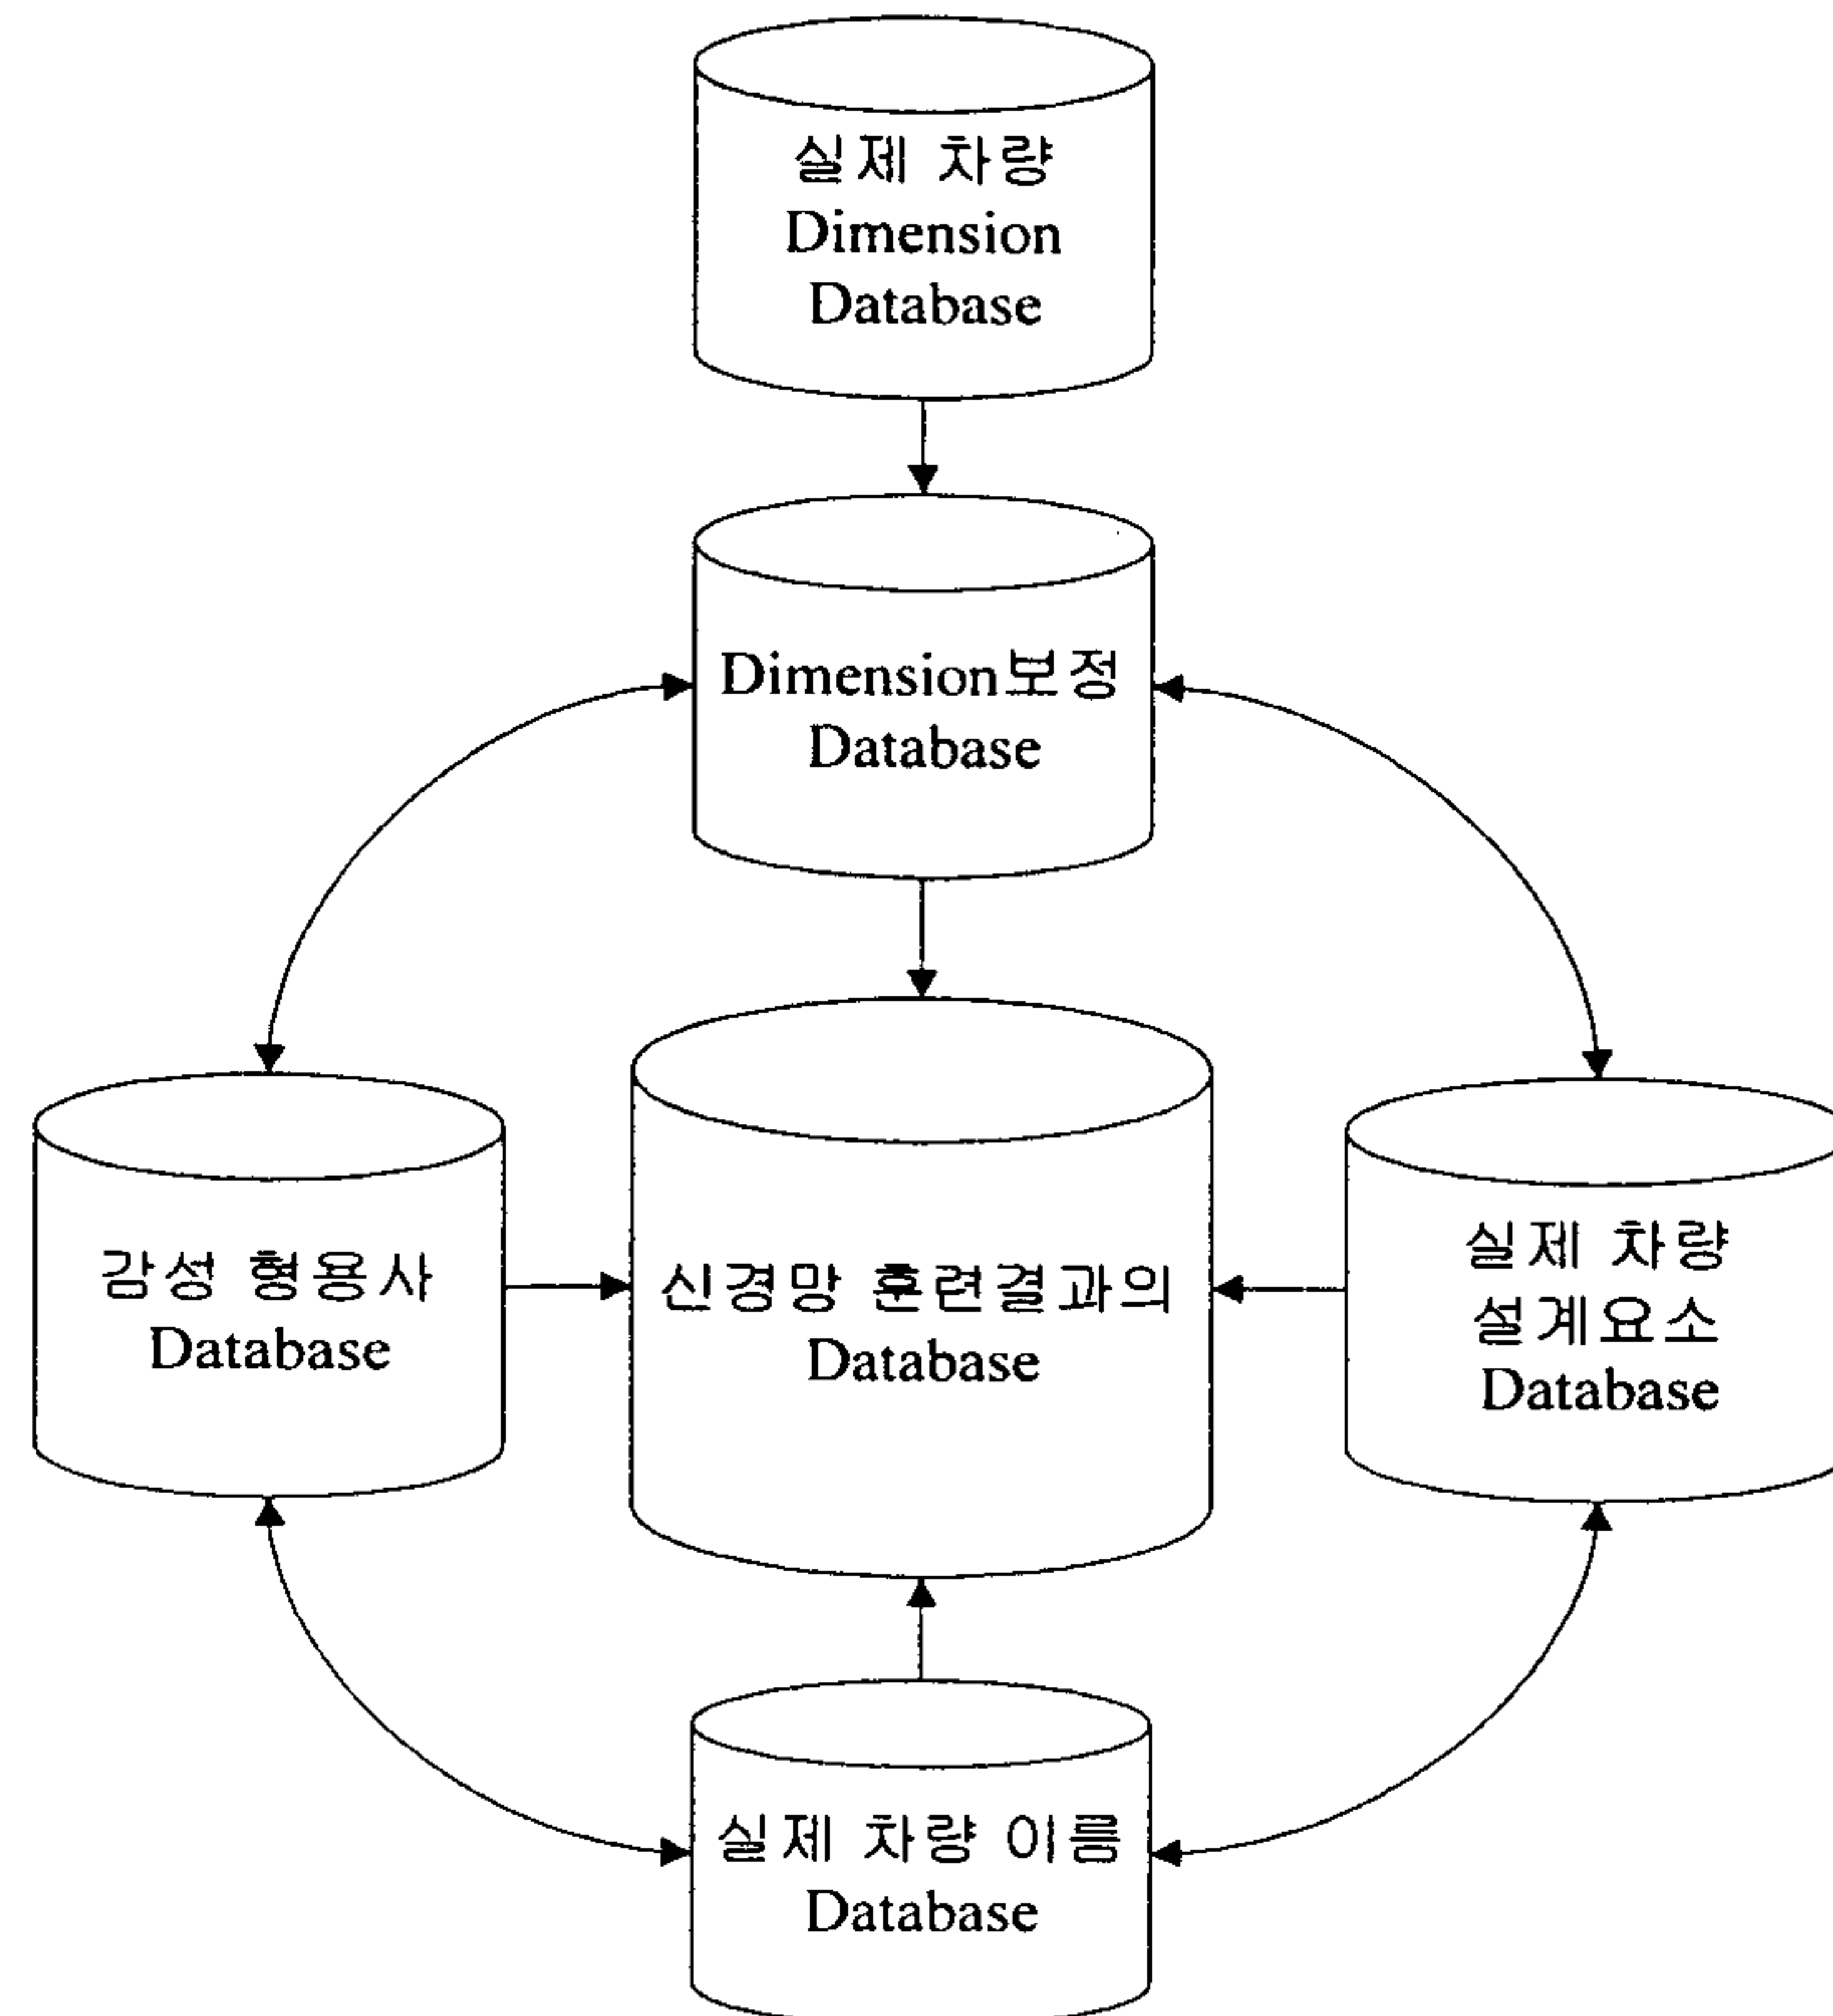 실제 차량
Dimension
Database
Dimension보정
Database
감성 형용사
Database
신경망 훈련결과의
Database
실제 차량
설계요소
Database
실제 차량 이름
Database